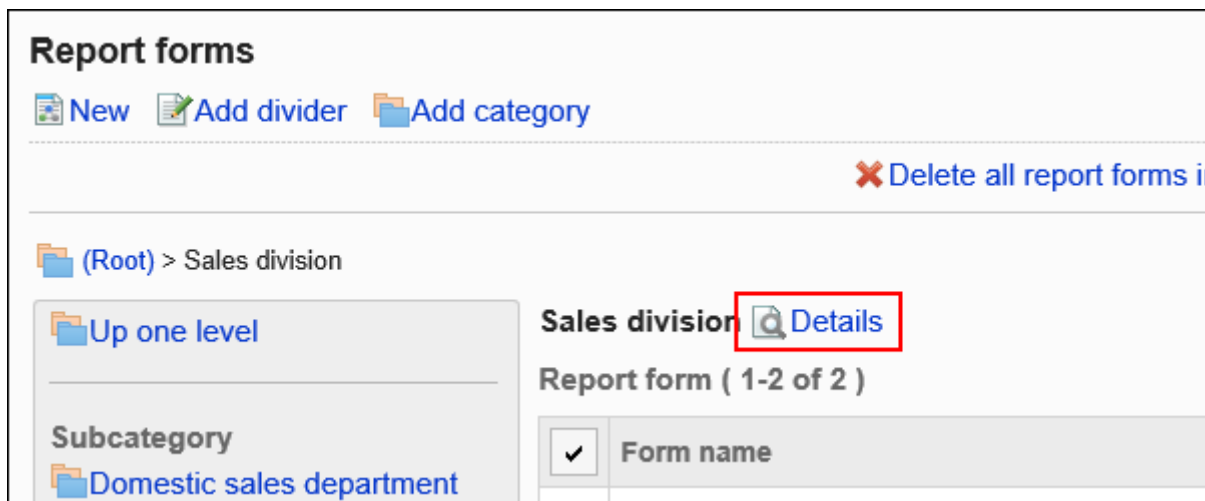 Report forms
New Add divider Add category
Delete all report forms
(Root) > Sales division
Up one level
Sales division Details
Report form ( 1-2 of 2 )
Subcategory
Form name
Domestic sales department